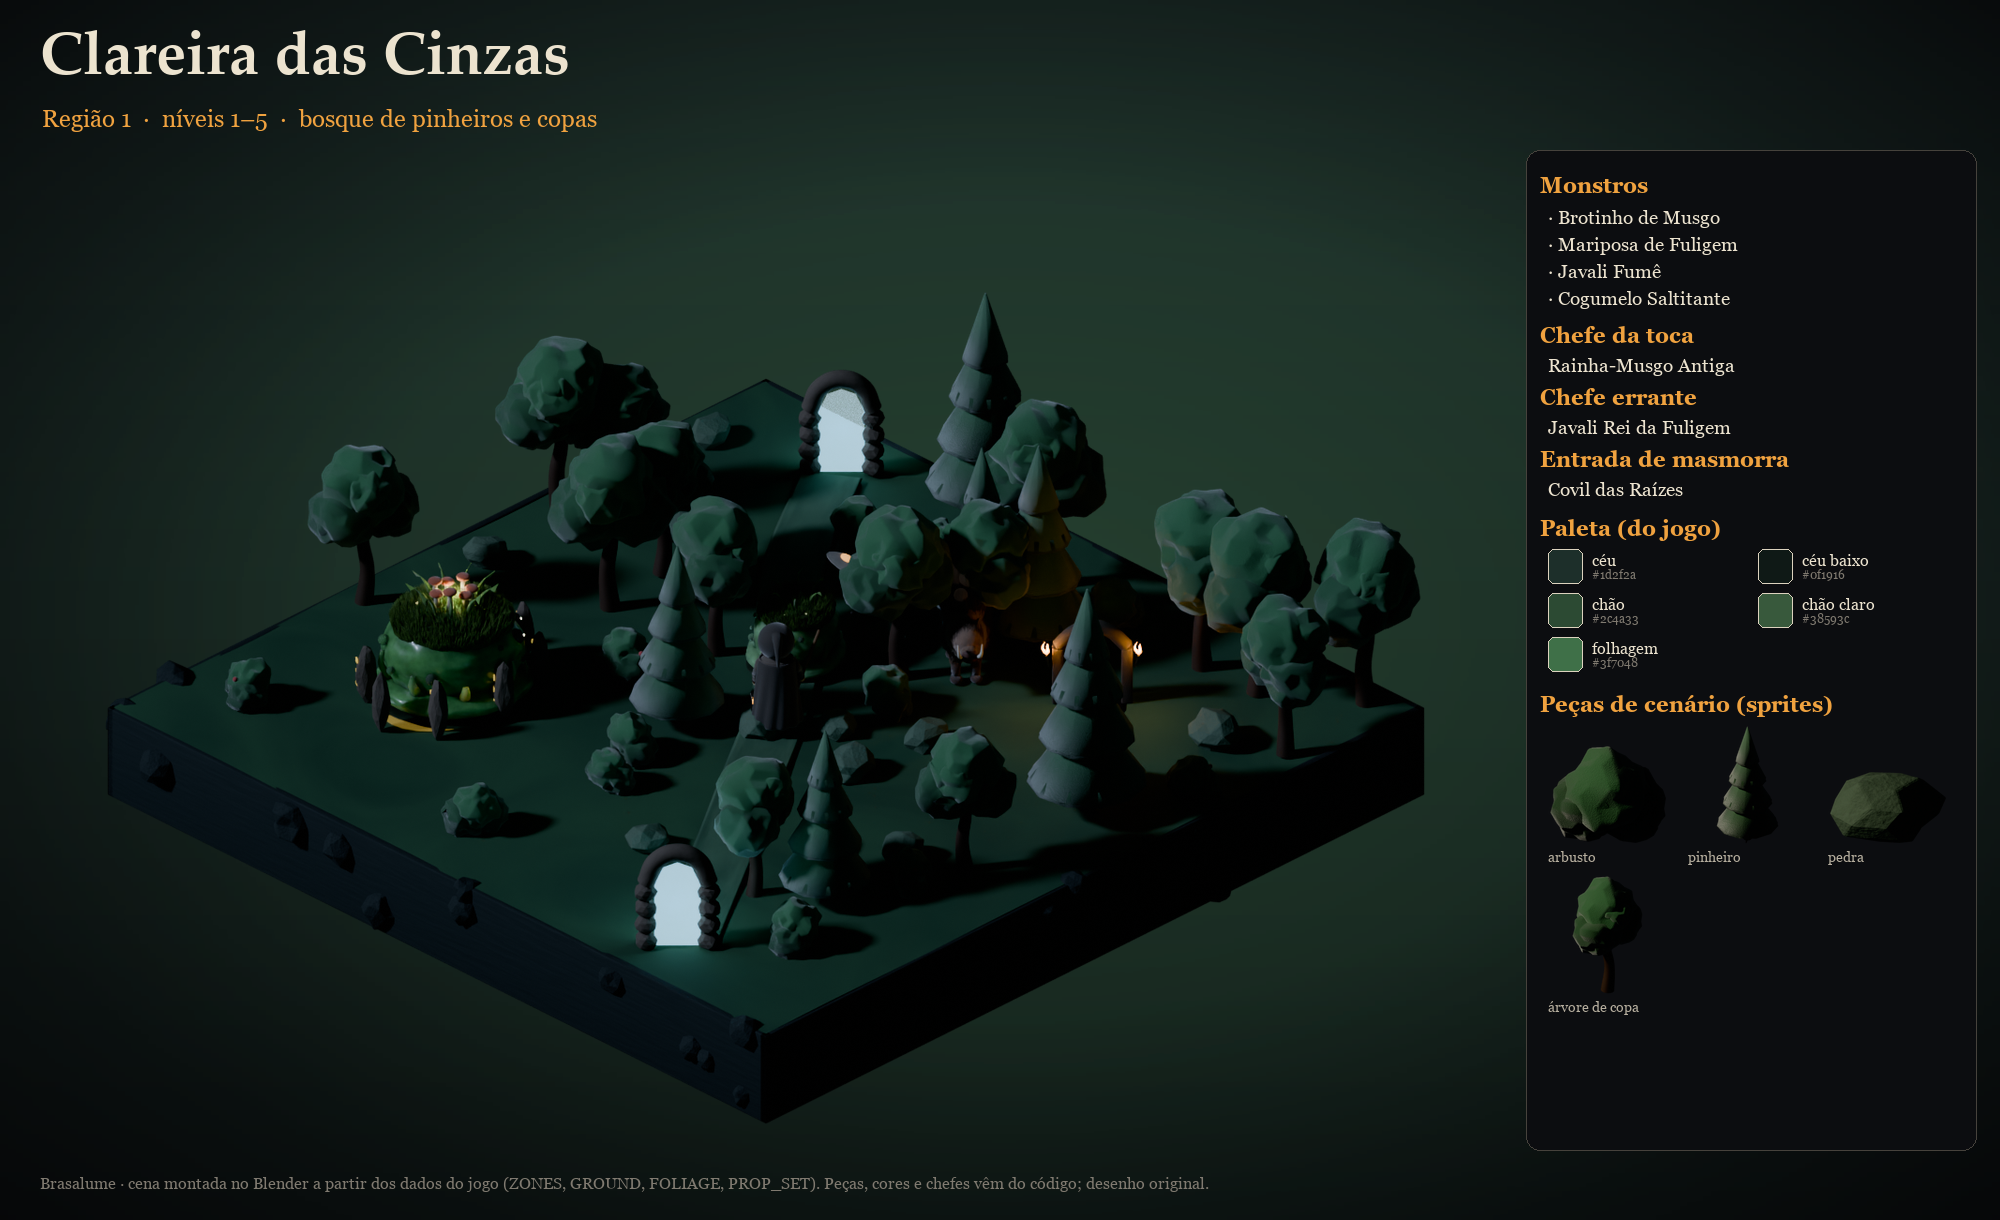 Clareira das Cinzas
Região 1 · níveis 1–5 · bosque de pinheiros e copas
Monstros
· Brotinho de Musgo
· Mariposa de Fuligem
· Javali Fumê
· Cogumelo Saltitante
Chefe da toca
Rainha-Musgo Antiga
Chefe errante
Javali Rei da Fuligem
Entrada de masmorra
Covil das Raízes
Paleta (do jogo)
céu
#1d2f2a
céu baixo
#0f1916
chão
#2c4a33
chão claro
#38593c
folhagem
#3f7048
Peças de cenário (sprites)
arbusto
pinheiro
pedra
árvore de copa
Brasalume · cena montada no Blender a partir dos dados do jogo (ZONES, GROUND, FOLIAGE, PROP_SET). Peças, cores e chefes vêm do código; desenho original.